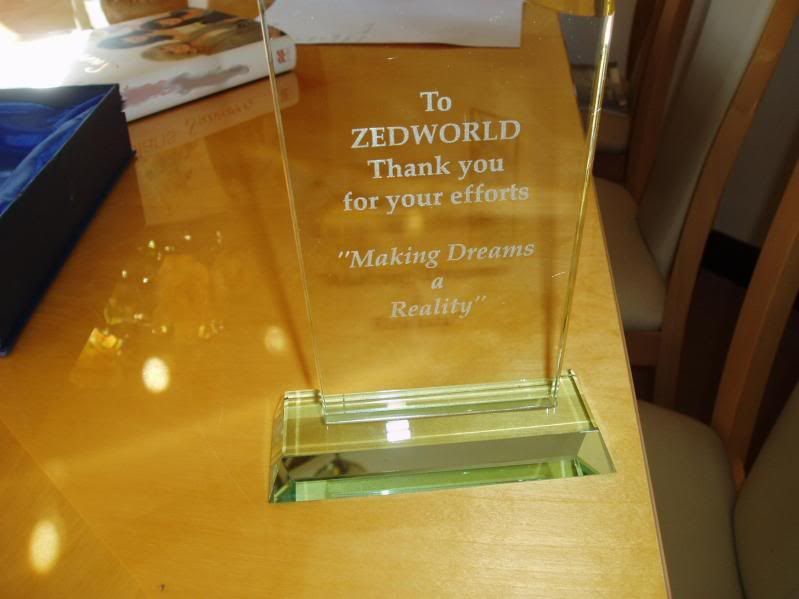 To
ZEDWORLD
Thank you
for your efforts
"Making Dreams
a
Reality"